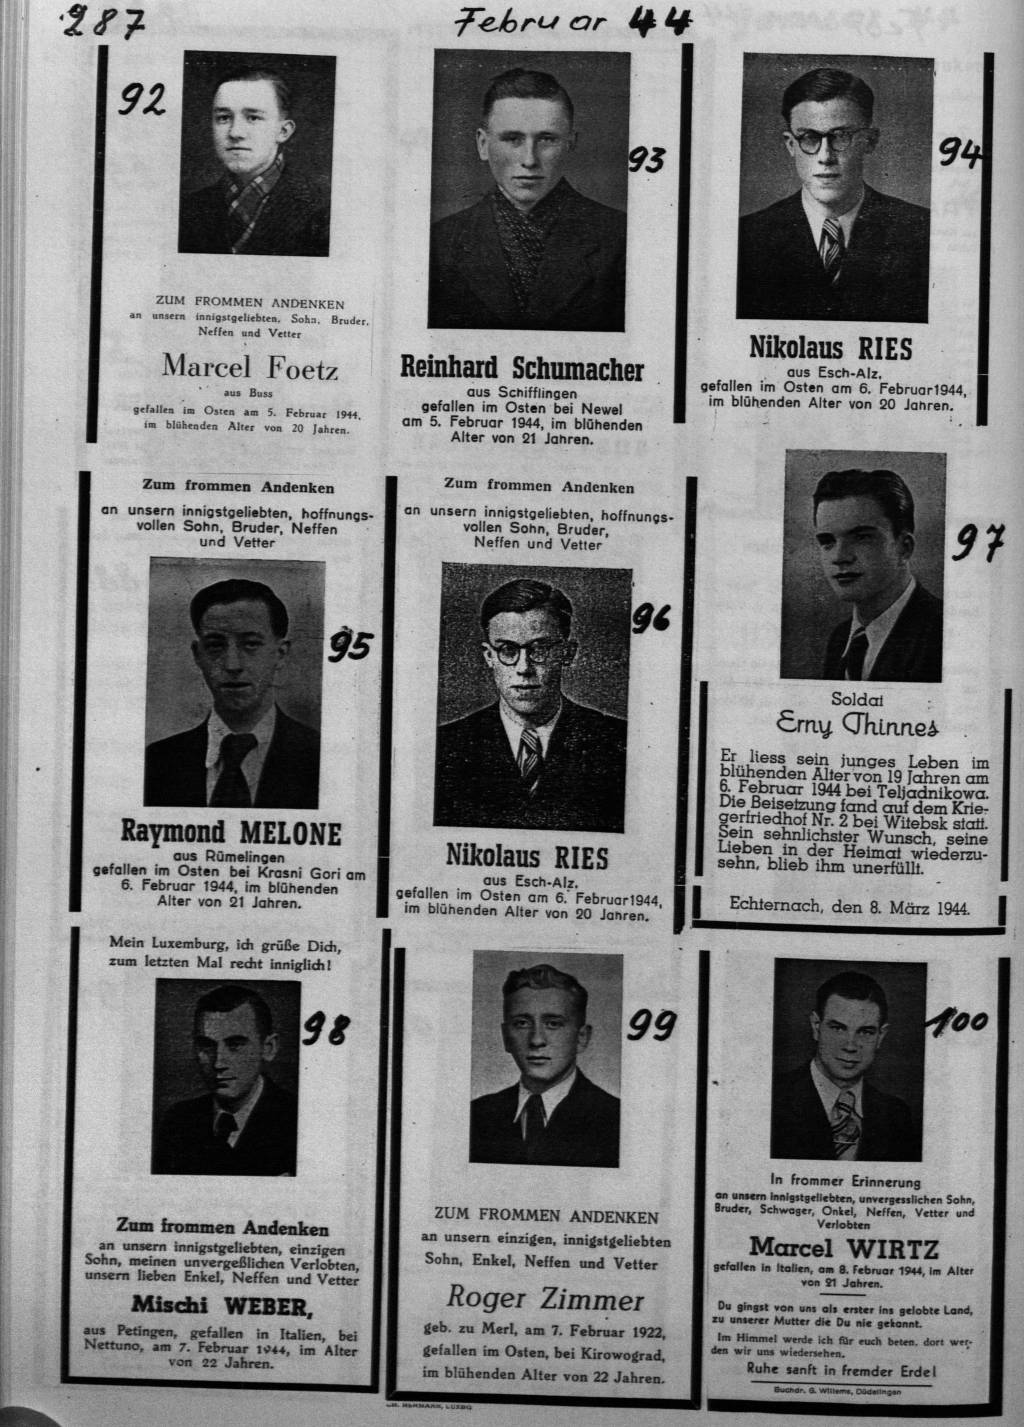 287
Februar 44
92
ZUM FROMMEN ANDENKEN
an unsern innigstgeliebten, Sohn, Bruder,
Neffen und Vetter
Marcel Foetz
aus Buss
gefallen im Osten am 5. Februar 1944,
im blühenden Alter von 20 Jahren.
93
Reinhard Schumacher
aus Schifflingen
gefallen im Osten bei Newel
am 5. Februar 1944, im blühenden
Alter von 21 Jahren.
94
Nikolaus RIES
aus Esch-Alz.
gefallen im Osten am 6. Februar1944,
im blühenden Alter von 20 Jahren.
Zum frommen Andenken
an unsern innigstgeliebten, hoffnungs-
vollen Sohn, Bruder, Neffen
und Vetter
95
Raymond MELONE
aus Rümelingen
gefallen im Osten bei Krasni Gori am
6. Februar 1944, im blühenden
Alter von 21 Jahren.
Zum frommen Andenken
an unsern innigstgeliebten, hoffnungs-
vollen Sohn, Bruder,
Neffen und Vetter
96
Nikolaus RIES
aus Esch-Alz.
gefallen im Osten am 6. Februar1944,
im blühenden Alter von 20 Jahren.
97
Soldat
Erny Thinnes
Er liess sein junges Leben im
blühenden Alter von 19 Jahren am
6. Februar 1944 bei Teljadnikowa.
Die Beisetzung fand auf dem Krie-
gerfriedhof Nr. 2 bei Witebsk statt.
Sein sehnlichster Wunsch, seine
Lieben in der Heimat wiederzu-
sehn, blieb ihm unerfüllt.
Echternach, den 8. März 1944.
Mein Luxemburg, ich grüße Dich,
zum letzten Mal recht inniglich!
98
Zum frommen Andenken
an unsern innigstgeliebten, einzigen
Sohn, meinen unvergeßlichen Verlobten,
unsern lieben Enkel, Neffen und Vetter
Mischi WEBER,
aus Petingen, gefallen in Italien, bei
Nettuno, am 7. Februar 1944, im Alter
von 22 Jahren.
99
ZUM FROMMEN ANDENKEN
an unsern einzigen, innigstgeliebten
Sohn, Enkel, Neffen und Vetter
Roger Zimmer
geb. zu Merl, am 7. Februar 1922,
gefallen im Osten, bei Kirowograd,
im blühenden Alter von 22 Jahren.
CH. HERMANN, LUXBG
100
In frommer Erinnerung
an unsern innigstgeliebten, unvergesslichen Sohn,
Bruder, Schwager, Onkel, Neffen, Vetter und
Verlobten
Marcel WIRTZ
gefallen in Italien, am 8. Februar 1944, im Alter
von 21 Jahren.
Du gingst von uns als erster ins gelobte Land,
zu unserer Mutter die Du nie gekannt.
Im Himmel werde ich für euch beten, dort wer-
den wir uns wiedersehen.
Ruhe sanft in fremder Erde!
Buchdr. G. Willems, Düdelingen